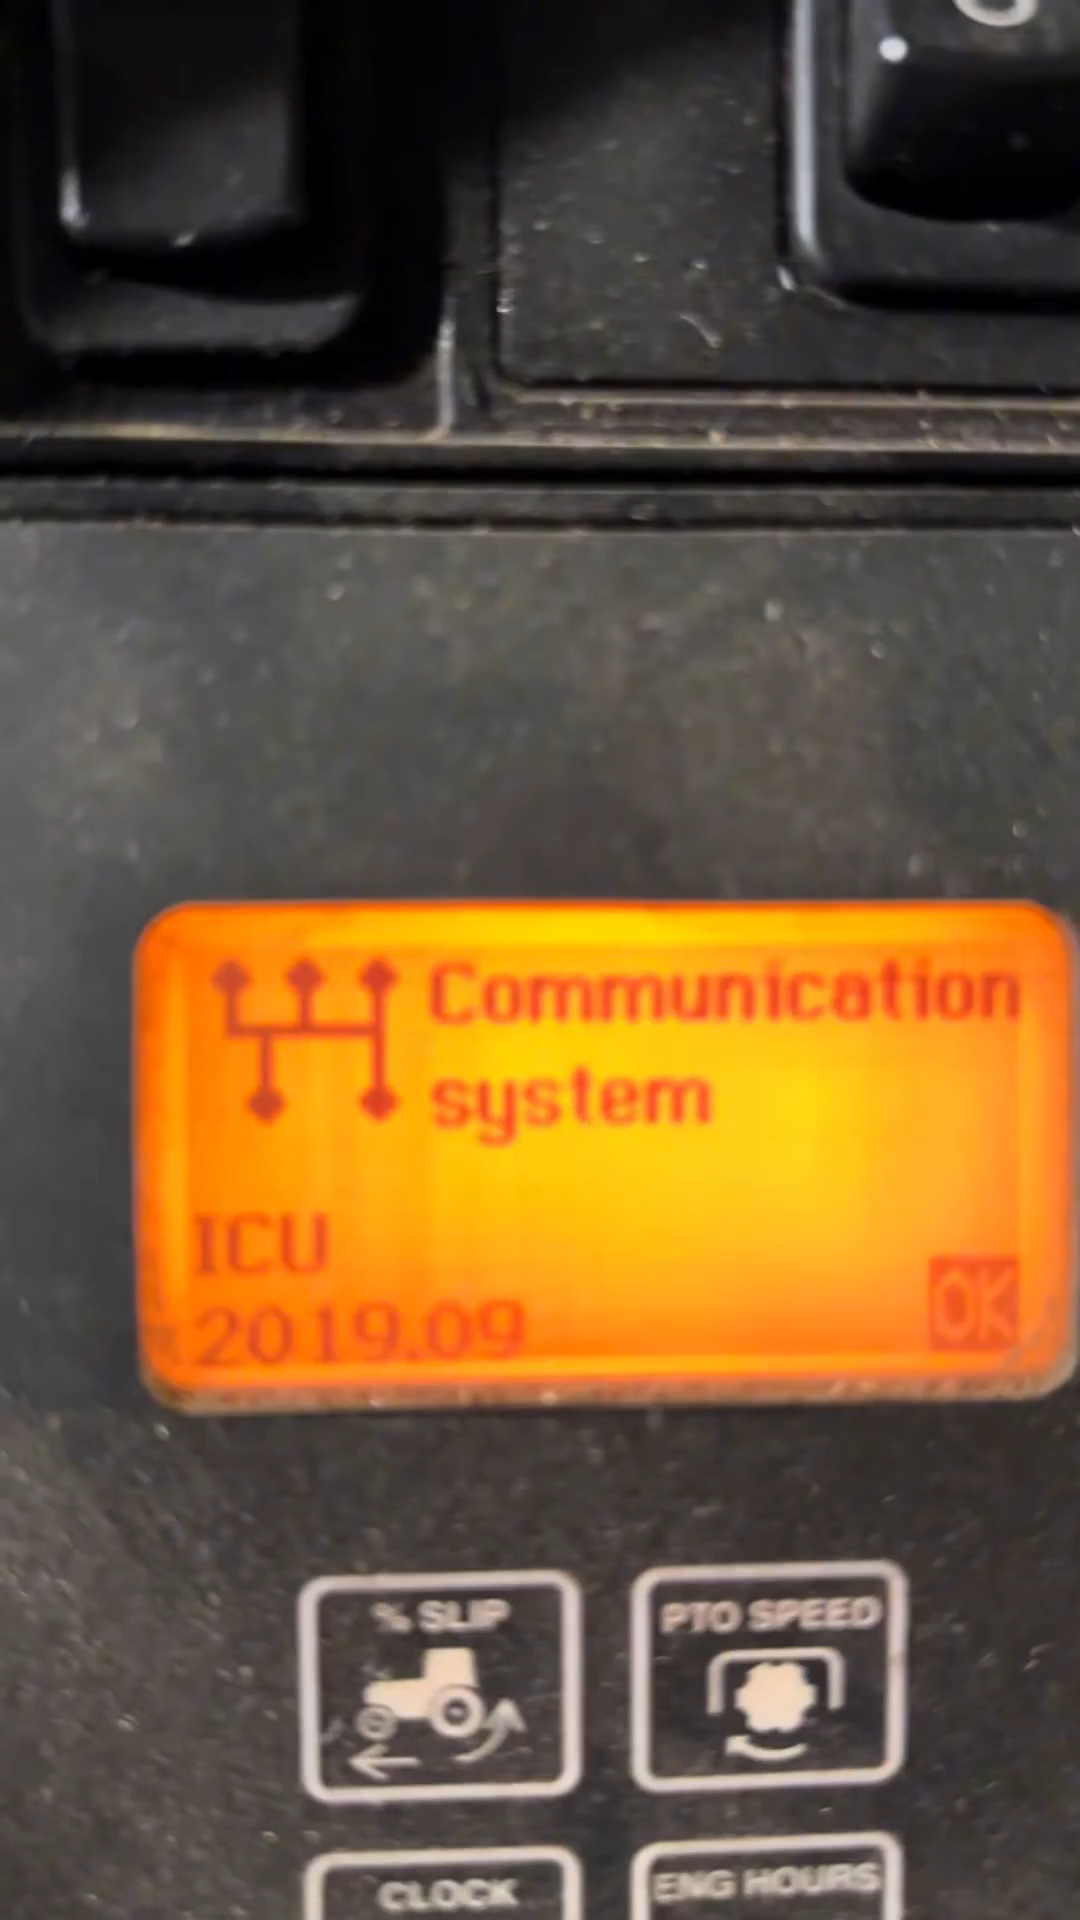 Communication
system
ICU
2019.09
OK
% SLIP
PTO SPEED
CLOCK
ENG HOURS